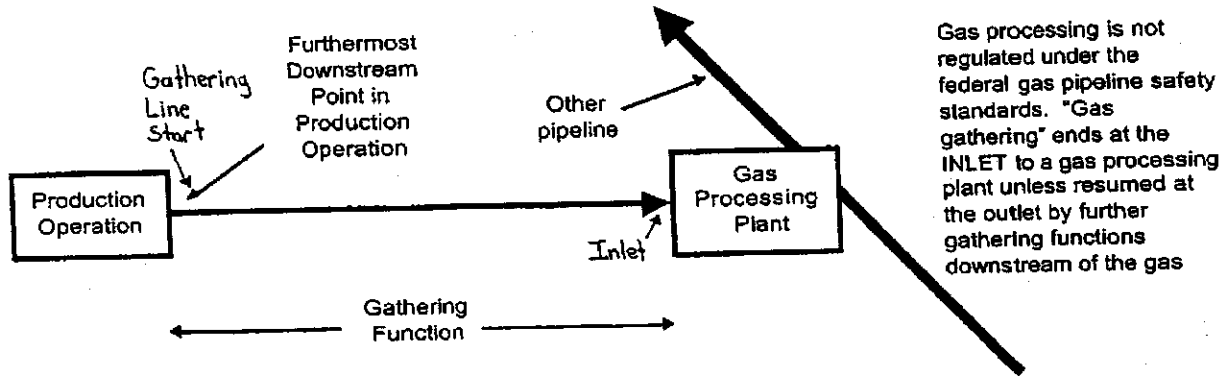 Gathering
Line
Start
Furthermost
Downstream
Point in
Production
Operation
Other
pipeline
Gas processing is not
regulated under the
federal gas pipeline safety
standards. "Gas
gathering" ends at the
INLET to a gas processing
plant unless resumed at
the outlet by further
gathering functions
downstream of the gas
Production
Operation
Gas
Processing
Plant
Inlet
Gathering
Function